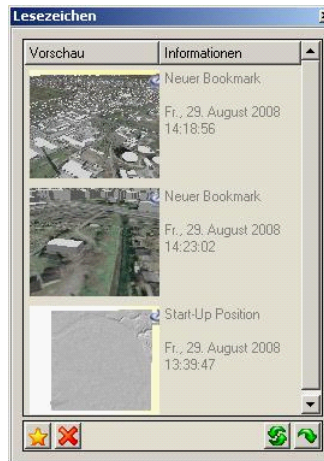 Lesezeichen
Vorschau Informationen
Neuer Bookmark
Fr., 29. August 2008
14:18:56
Neuer Bookmark
Fr., 29. August 2008
14:23:02
Start-Up Position
Fr., 29. August 2008
13:39:47